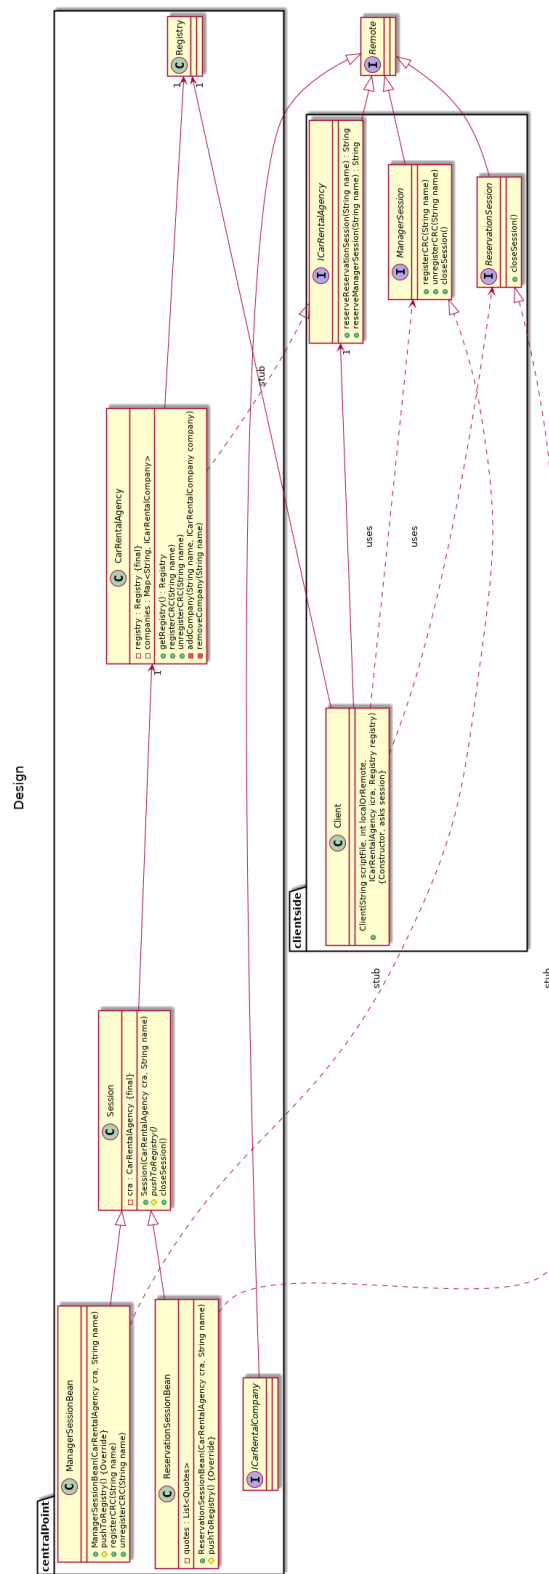 Design
centralPoint
C ManagerSessionBean
ManagerSessionBean(CarRentalAgency cra, String name)
pushToRegistry() {Override}
registerCRC(String name)
unregisterCRC(String name)
C ReservationSessionBean
quotes : List<Quotes>
ReservationSessionBean(CarRentalAgency cra, String name)
pushToRegistry() {Override}
I ICarRentalCompany
C Session
cra : CarRentalAgency {final}
Session(CarRentalAgency cra, String name)
pushToRegistry()
closeSession()
C CarRentalAgency
registry : Registry {final}
companies : Map<String, ICarRentalCompany>
getRegistry() : Registry
registerCRC(String name)
unregisterCRC(String name)
addCompany(String name, ICarRentalCompany company)
removeCompany(String name)
C Registry
clientside
C Client
Client(String scriptFile, int localOrRemote,
ICarRentalAgency icra, Registry registry)
{Constructor, asks session}
I ICarRentalAgency
reserveReservationSession(String name) : String
reserveManagerSession(String name) : String
I ManagerSession
registerCRC(String name)
unregisterCRC(String name)
closeSession()
I ReservationSession
closeSession()
I Remote
1
1
1
1
stub
uses
uses
stub
stub